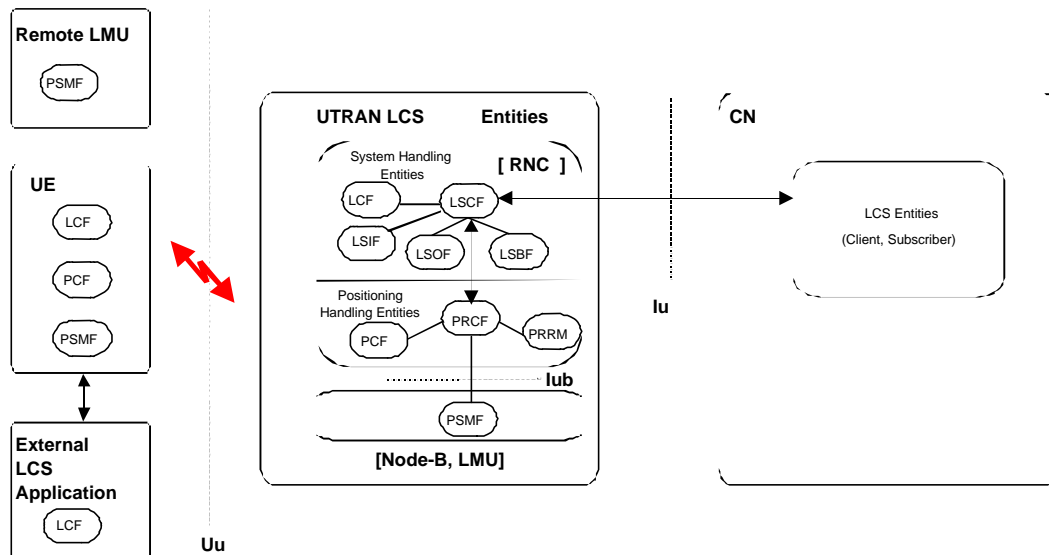 Remote LMU
PSMF
UE
LCF
PCF
PSMF
External
LCS
Application
LCF
Uu
UTRAN LCS Entities
System Handling
Entities
[ RNC ]
LCF
LSCF
LSIF
LSOF
LSBF
Positioning
Handling Entities
PRCF
PCF
PRRM
Iub
PSMF
[Node-B, LMU]
Iu
CN
LCS Entities
(Client, Subscriber)